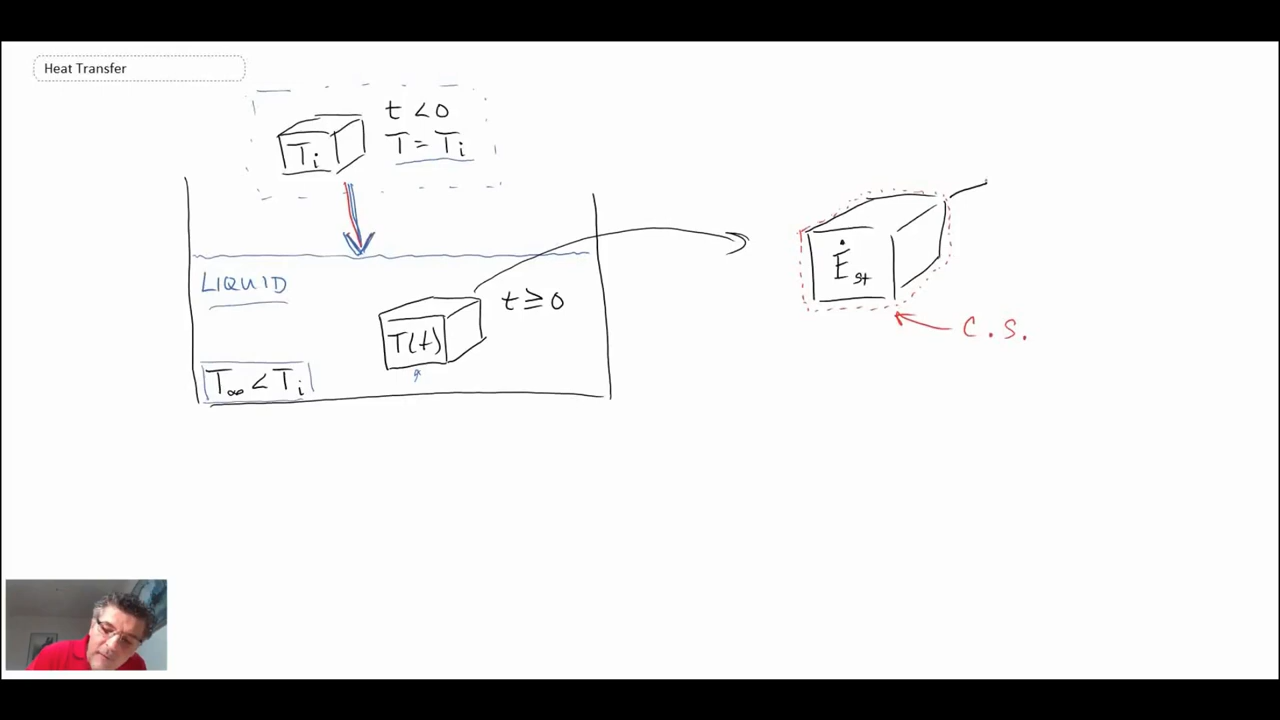 Heat Transfer
t < 0
T = Ti
Ti
LIQUID
T(t)
t ≥ 0
T∞ < Ti
Ėst
C.S.